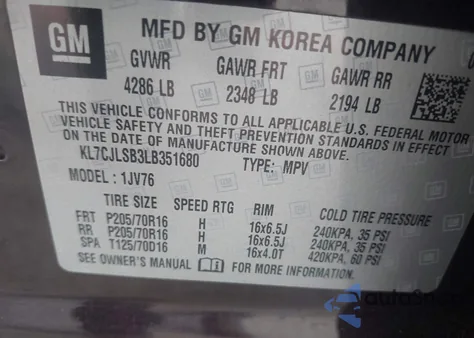 GM
MFD BY GM KOREA COMPANY
GVWR GAWR FRT GAWR RR
4286 LB 2348 LB 2194 LB
THIS VEHICLE CONFORMS TO ALL APPLICABLE U.S. FEDERAL MOTOR
VEHICLE SAFETY AND THEFT PREVENTION STANDARDS IN EFFECT
ON THE DATE OF MANUFACTURE SHOWN ABOVE.
KL7CJLSB3LB351680 TYPE: MPV
MODEL: 1JV76
TIRE SIZE SPEED RTG RIM COLD TIRE PRESSURE
FRT P205/70R16 H 16x6.5J 240KPA, 35 PSI
RR P205/70R16 H 16x6.5J 240KPA, 35 PSI
SPA T125/70D16 M 16x4.0T 420KPA, 60 PSI
SEE OWNER'S MANUAL FOR MORE INFORMATION